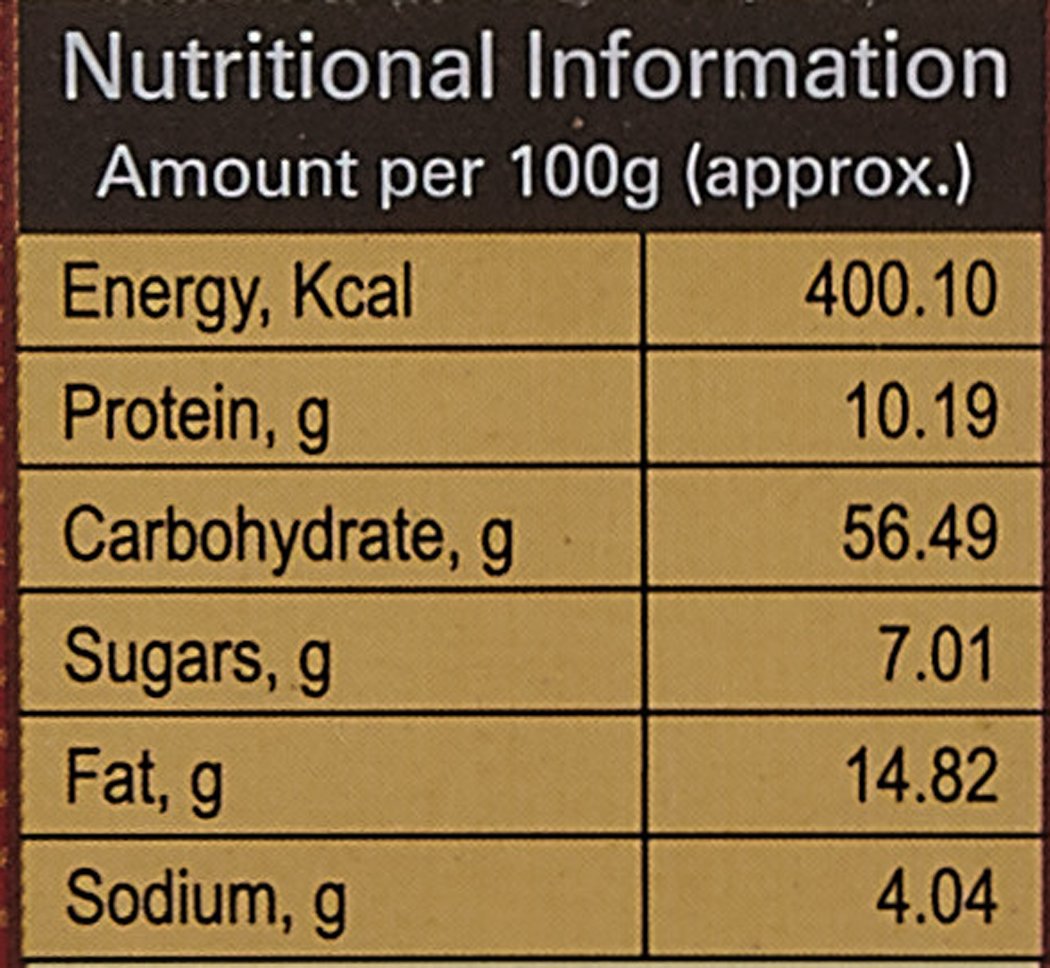 Nutritional Information
Amount per 100g (approx.)
Energy, Kcal 400.10
Protein, g 10.19
Carbohydrate, g 56.49
Sugars, g 7.01
Fat, g 14.82
Sodium, g 4.04